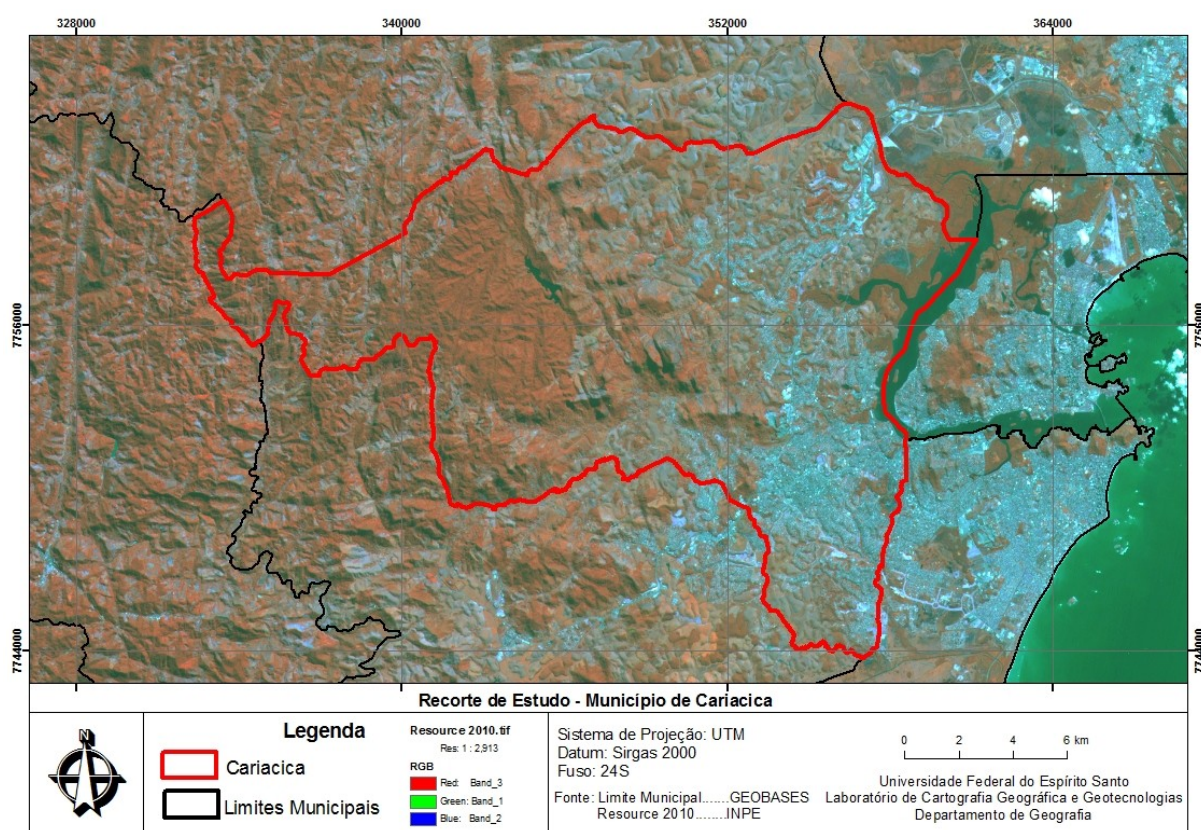 328000 340000 352000 364000
7756000 7756000
7744000 7744000
Recorte de Estudo - Município de Cariacica
N
Legenda
Cariacica
Limites Municipais
Resource 2010.tif
Res: 1 : 2,913
RGB
Red: Band_3
Green: Band_1
Blue: Band_2
Sistema de Projeção: UTM
Datum: Sirgas 2000
Fuso: 24S
Fonte: Limite Municipal.......GEOBASES
Resource 2010.......INPE
0 2 4 6 km
Universidade Federal do Espírito Santo
Laboratório de Cartografia Geográfica e Geotecnologias
Departamento de Geografia